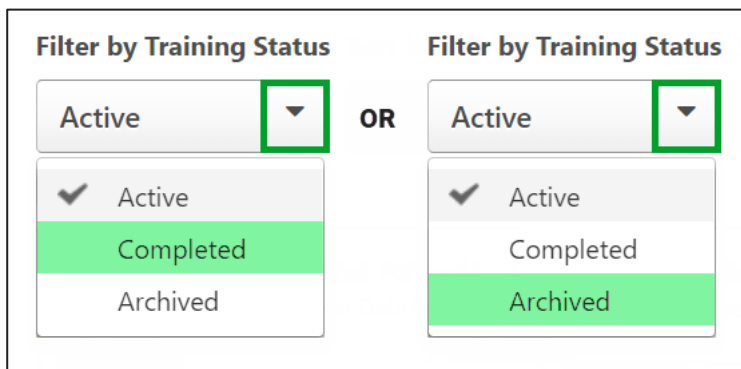 Filter by Training Status
Active
Active
Completed
Archived
OR
Filter by Training Status
Active
Active
Completed
Archived